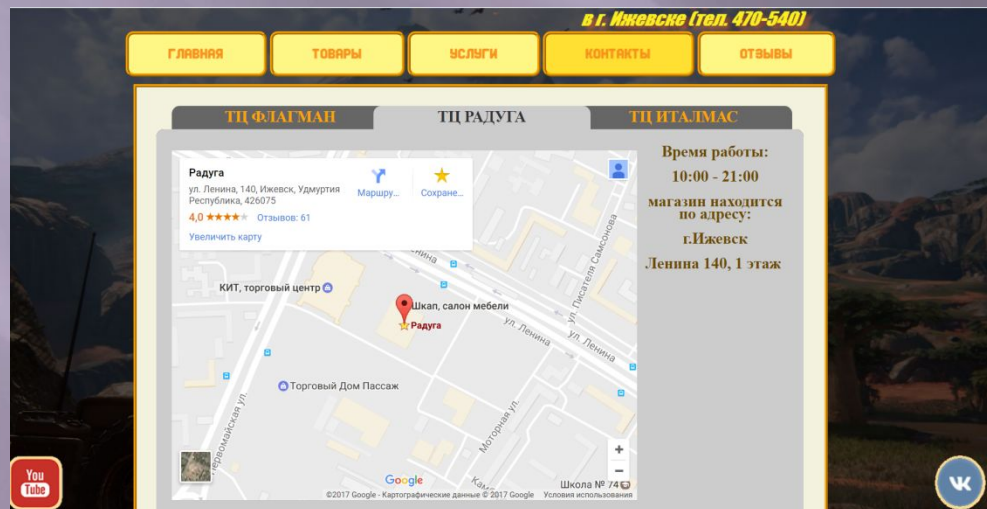 в г. Ижевске (тел. 470-540)
ГЛАВНАЯ
ТОВАРЫ
УСЛУГИ
КОНТАКТЫ
ОТЗЫВЫ
ТЦ ФЛАГМАН
ТЦ РАДУГА
ТЦ ИТАЛМАС
Радуга
ул. Ленина, 140, Ижевск, Удмуртия
Республика, 426075
4,0 ★★★★★ Отзывов: 61
Увеличить карту
Маршру...
Сохране...
Время работы:
10:00 - 21:00
магазин находится
по адресу:
г.Ижевск
Ленина 140, 1 этаж
КИТ, торговый центр
Шкап, салон мебели
Радуга
ул. Писателя Самсонова
ул. Ленина
ул. Ленина
Торговый Дом Пассаж
Первомайская ул.
Моторная ул.
Школа № 74
+
−
Google
©2017 Google - Картографические данные © 2017 Google
Условия использования
You
Tube